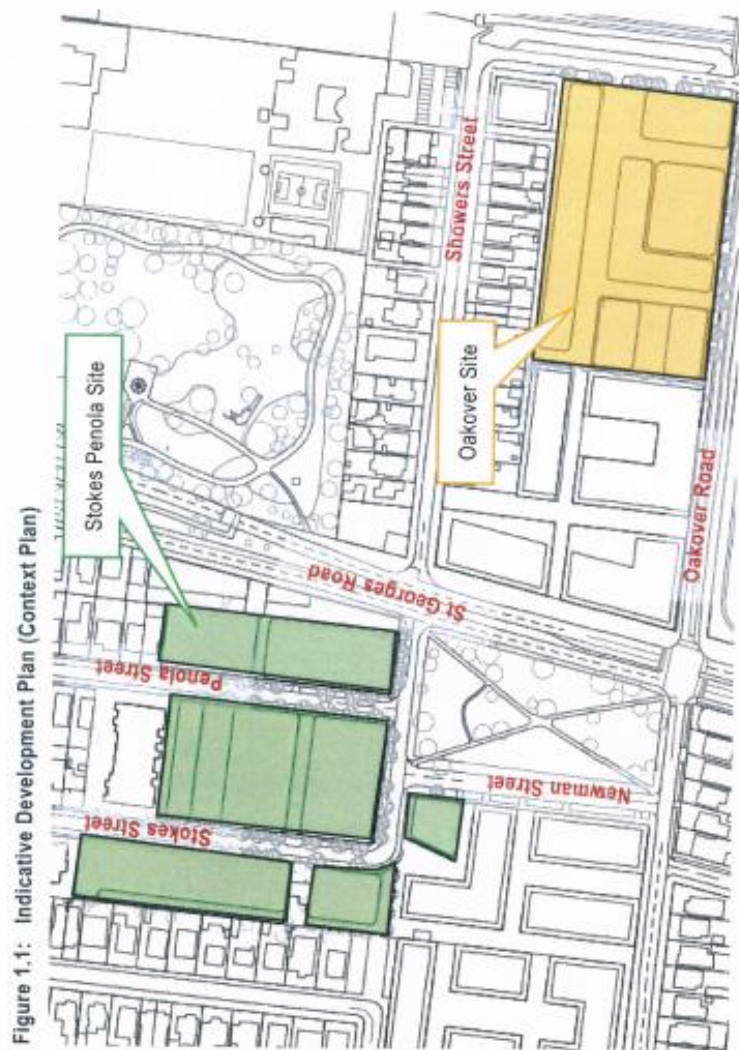 Figure 1.1: Indicative Development Plan (Context Plan)
Stokes Penola Site
Penola Street
Stokes Street
St Georges Road
Showers Street
Oakover Site
Newman Street
Oakover Road